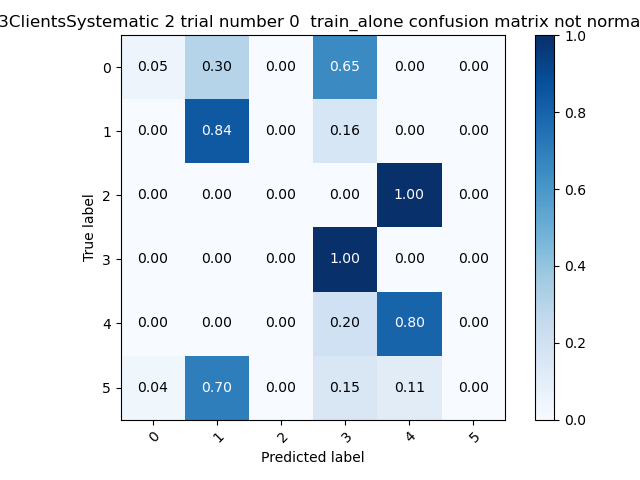 3ClientsSystematic 2 trial number 0  train_alone confusion matrix not norma
0 0.05 0.30 0.00 0.65 0.00 0.00
1 0.00 0.84 0.00 0.16 0.00 0.00
2 0.00 0.00 0.00 0.00 1.00 0.00
3 0.00 0.00 0.00 1.00 0.00 0.00
4 0.00 0.00 0.00 0.20 0.80 0.00
5 0.04 0.70 0.00 0.15 0.11 0.00
0 1 2 3 4 5
True label
Predicted label
1.0
0.8
0.6
0.4
0.2
0.0